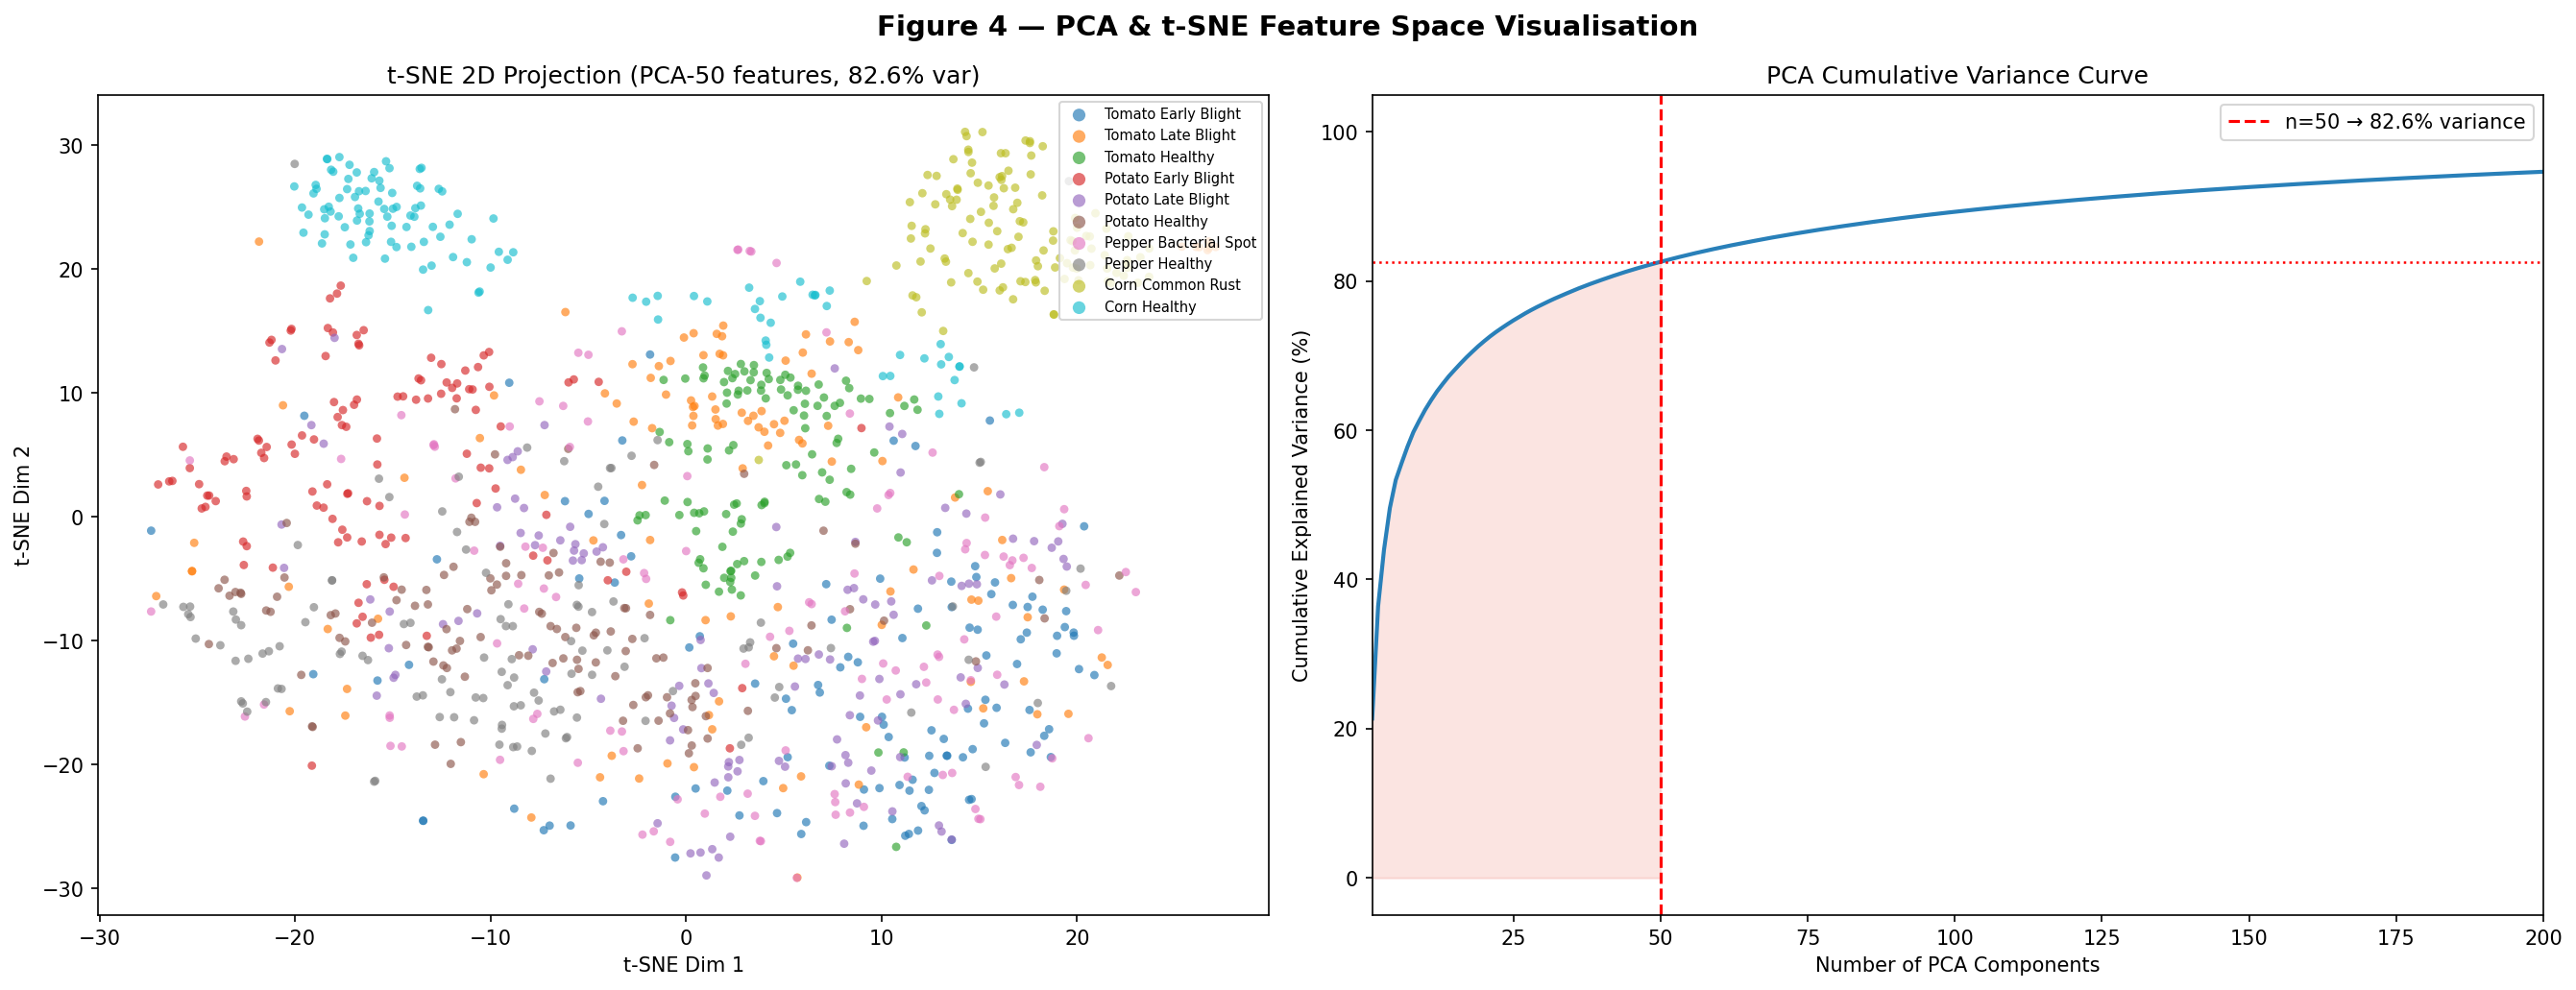 Figure 4 — PCA & t-SNE Feature Space Visualisation
t-SNE 2D Projection (PCA-50 features, 82.6% var)
Tomato Early Blight
Tomato Late Blight
Tomato Healthy
Potato Early Blight
Potato Late Blight
Potato Healthy
Pepper Bacterial Spot
Pepper Healthy
Corn Common Rust
Corn Healthy
30
20
10
0
−10
−20
−30
t-SNE Dim 2
−30 −20 −10 0 10 20
t-SNE Dim 1
PCA Cumulative Variance Curve
n=50 → 82.6% variance
100
80
60
40
20
0
Cumulative Explained Variance (%)
25 50 75 100 125 150 175 200
Number of PCA Components